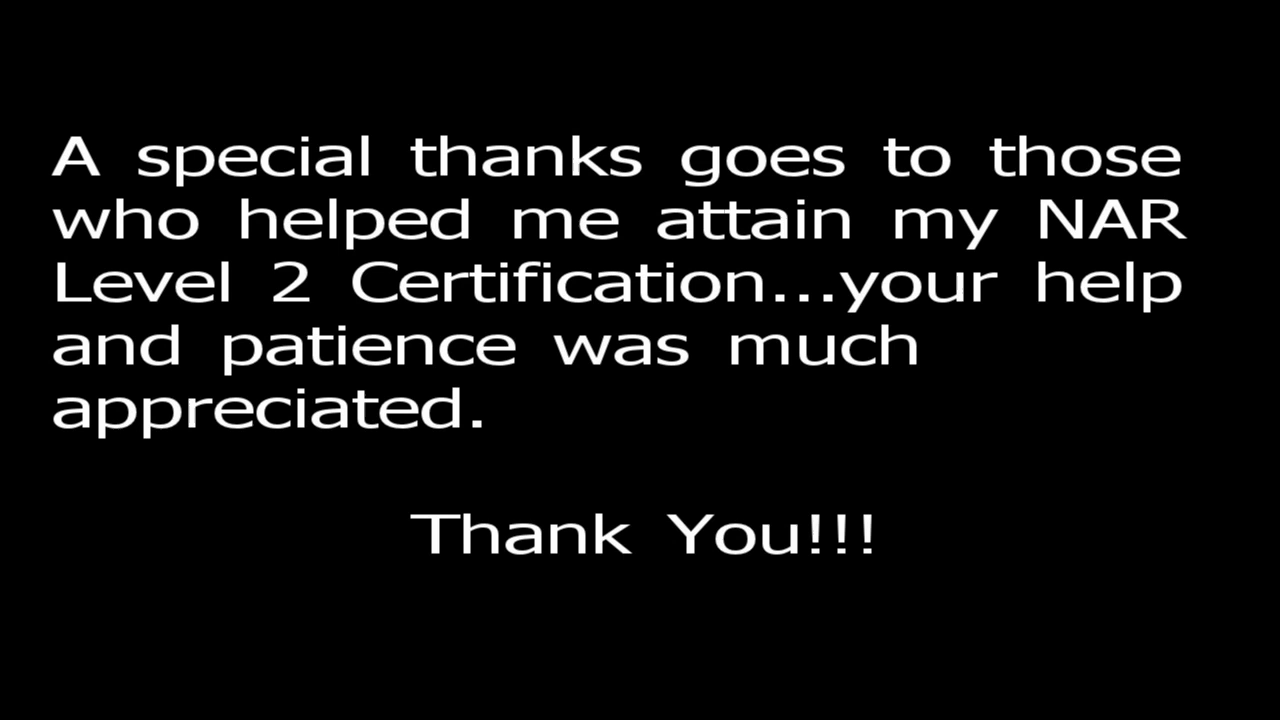 A special thanks goes to those
who helped me attain my NAR
Level 2 Certification...your help
and patience was much
appreciated.
Thank You!!!